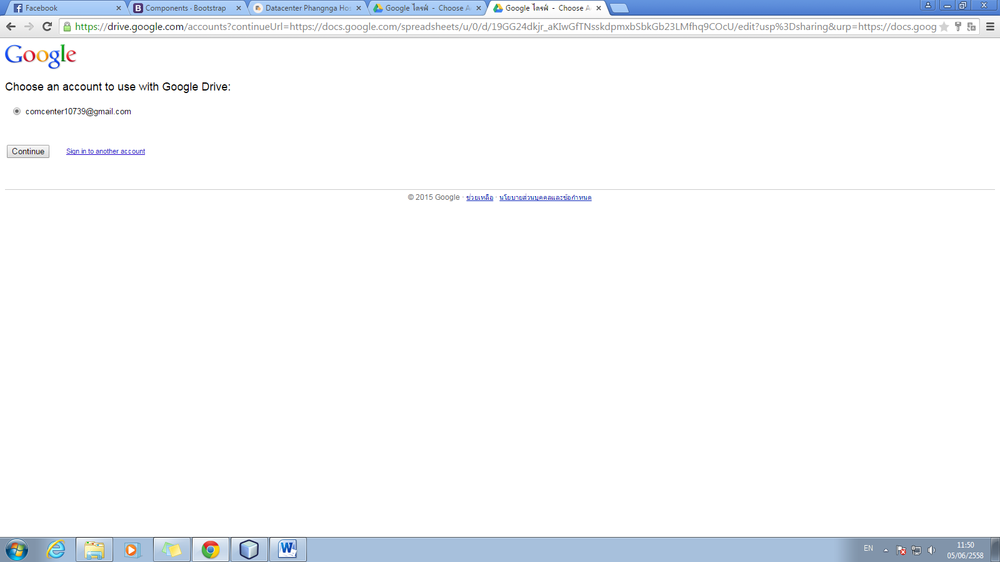 Facebook
Components · Bootstrap
Datacenter Phangnga Hos
Google ไดรฟ์ - Choose A
Google ไดรฟ์ - Choose A
https://drive.google.com/accounts?continueUrl=https://docs.google.com/spreadsheets/u/0/d/19GG24dkjr_aKIwGfTNsskdpmxbSbkGb23LMfhq9COcU/edit?usp%3Dsharing&urp=https://docs.goog
Google
Choose an account to use with Google Drive:
comcenter10739@gmail.com
Continue
Sign in to another account
© 2015 Google · ช่วยเหลือ · นโยบายส่วนบุคคลและข้อกำหนด
EN
11:50
05/06/2558